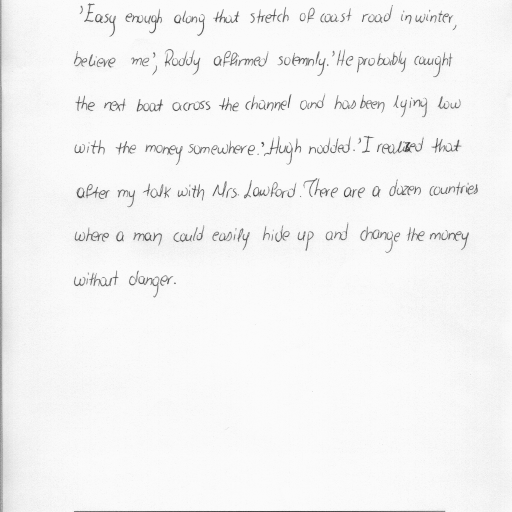 'Easy enough along that stretch of coast road in winter,
believe me', Roddy affirmed solemnly.'He probably caught
the next boat across the channel and has been lying low
with the money somewhere.'.Hugh nodded.'I realized that
after my talk with Mrs. Lawford. There are a dozen countries
where a man could easily hide up and change the money
without danger.